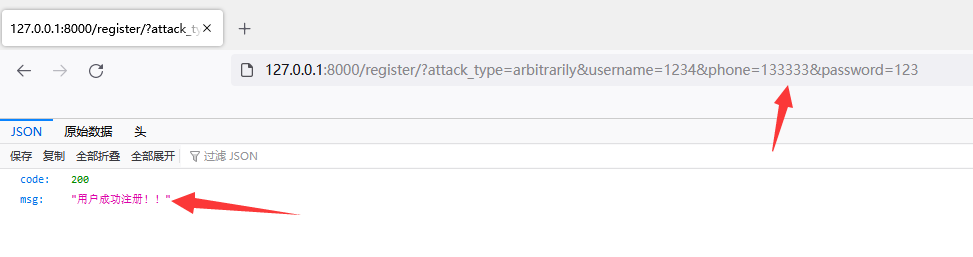 127.0.0.1:8000/register/?attack_ty
127.0.0.1:8000/register/?attack_type=arbitrarily&username=1234&phone=133333&password=123
JSON 原始数据 头
保存 复制 全部折叠 全部展开 过滤 JSON
code: 200
msg: "用户成功注册！！"